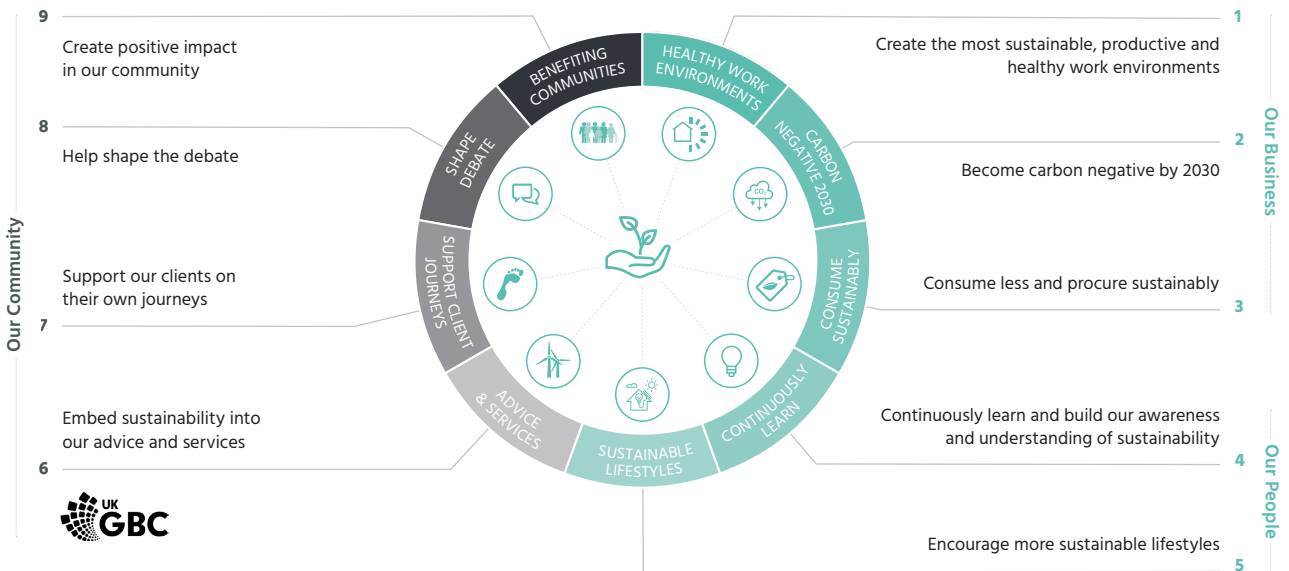 9
Create positive impact
in our community
8
Help shape the debate
Our Community
Support our clients on
their own journeys
7
Embed sustainability into
our advice and services
6
UK
GBC
BENEFITING
COMMUNITIES
HEALTHY WORK
ENVIRONMENTS
CARBON
NEGATIVE 2030
CONSUME
SUSTAINABLY
CONTINUOUSLY
LEARN
SUSTAINABLE
LIFESTYLES
ADVICE
& SERVICES
SUPPORT CLIENT
JOURNEYS
SHAPE
DEBATE
CO₂
1
Create the most sustainable, productive and
healthy work environments
2
Become carbon negative by 2030
Our Business
Consume less and procure sustainably
3
Continuously learn and build our awareness
and understanding of sustainability
4
Our People
Encourage more sustainable lifestyles
5